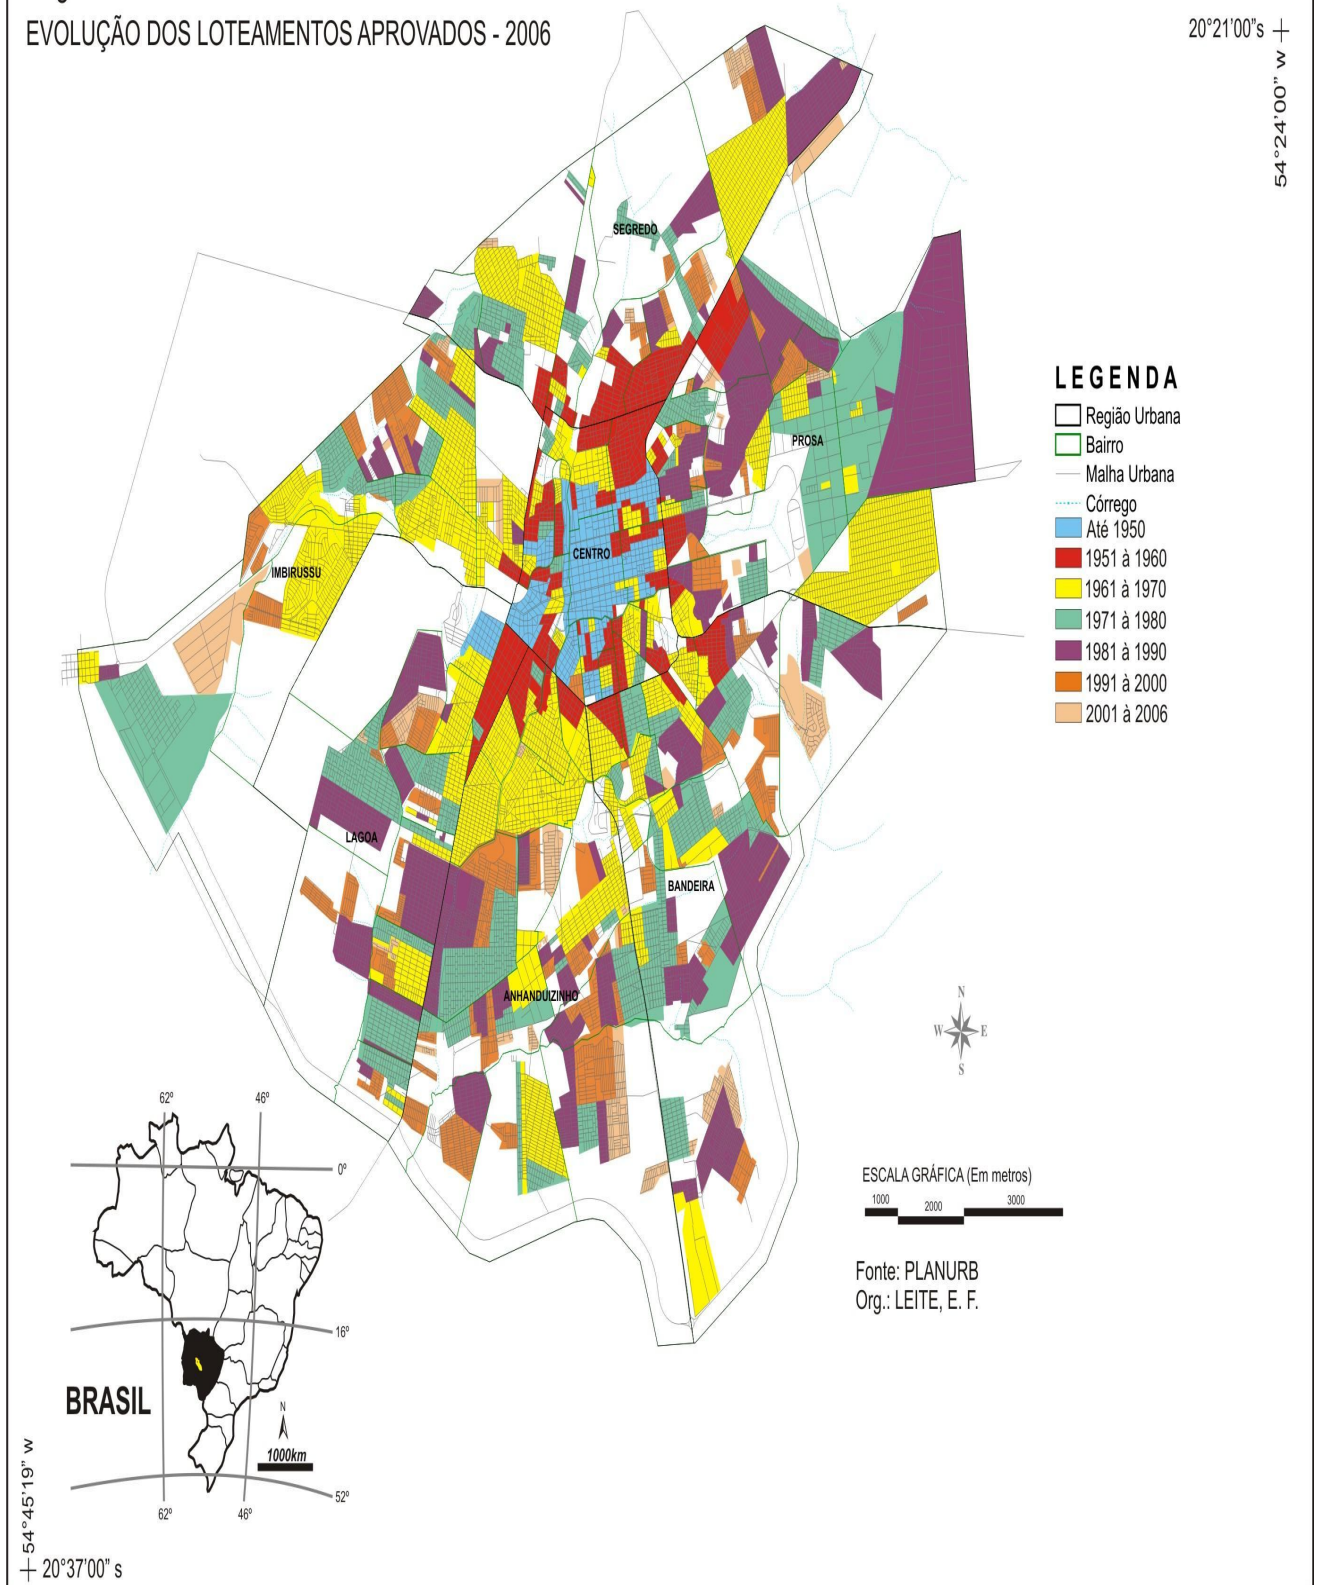 EVOLUÇÃO DOS LOTEAMENTOS APROVADOS - 2006
20°21'00"s
54°24'00" w
SEGREDO
PROSA
CENTRO
IMBIRUSSU
LAGOA
BANDEIRA
ANHANDUIZINHO
LEGENDA
Região Urbana
Bairro
Malha Urbana
Córrego
Até 1950
1951 à 1960
1961 à 1970
1971 à 1980
1981 à 1990
1991 à 2000
2001 à 2006
N
W E
S
ESCALA GRÁFICA (Em metros)
1000 2000 3000
Fonte: PLANURB
Org.: LEITE, E. F.
62º 46º
0º
16º
BRASIL
N
1000km
52º
62º 46º
54°45'19" w
20°37'00" s